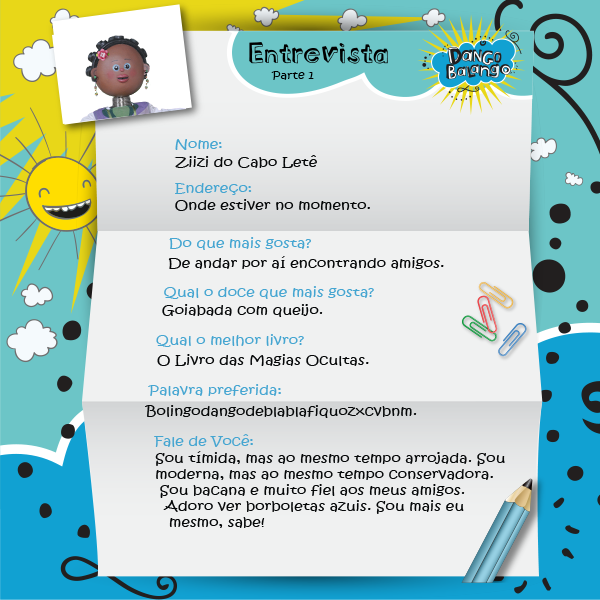 Entrevista
Parte 1
DANGO
BALANGO
Nome:
Ziizi do Cabo Letê
Endereço:
Onde estiver no momento.
Do que mais gosta?
De andar por aí encontrando amigos.
Qual o doce que mais gosta?
Goiabada com queijo.
Qual o melhor livro?
O Livro das Magias Ocultas.
Palavra preferida:
Bolingodangodeblablafiquozxcvbnm.
Fale de Você:
Sou tímida, mas ao mesmo tempo arrojada. Sou
moderna, mas ao mesmo tempo conservadora.
Sou bacana e muito fiel aos meus amigos.
Adoro ver borboletas azuis. Sou mais eu
mesmo, sabe!